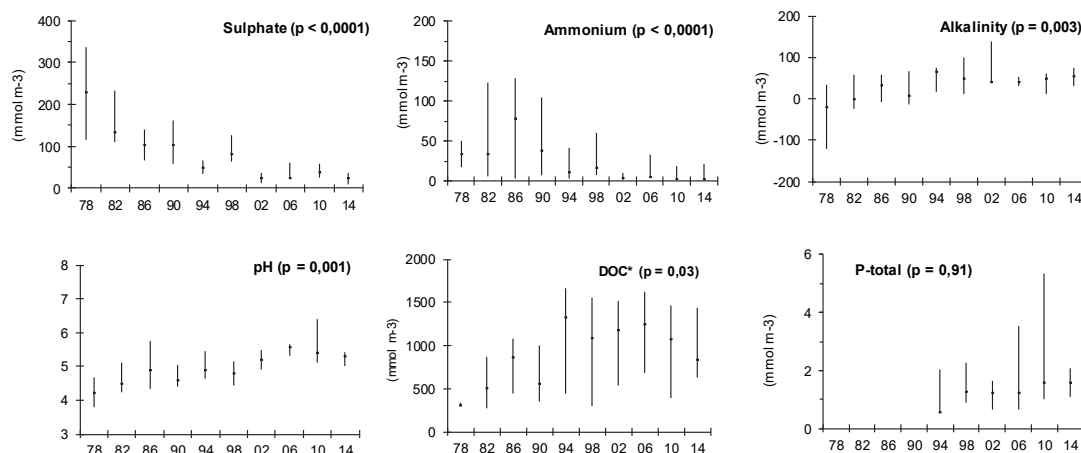 Sulphate (p < 0,0001)
(mmol m-3)
400
300
200
100
0
78 82 86 90 94 98 02 06 10 14
Ammonium (p < 0,0001)
(mmol m-3)
200
150
100
50
0
78 82 86 90 94 98 02 06 10 14
Alkalinity (p = 0,003)
(mmol m-3)
200
100
0
-100
-200
78 82 86 90 94 98 02 06 10 14
pH (p = 0,001)
8
7
6
5
4
3
78 82 86 90 94 98 02 06 10 14
DOC* (p = 0,03)
(mmol m-3)
2000
1500
1000
500
0
78 82 86 90 94 98 02 06 10 14
P-total (p = 0,91)
(mmol m-3)
6
4
2
0
78 82 86 90 94 98 02 06 10 14